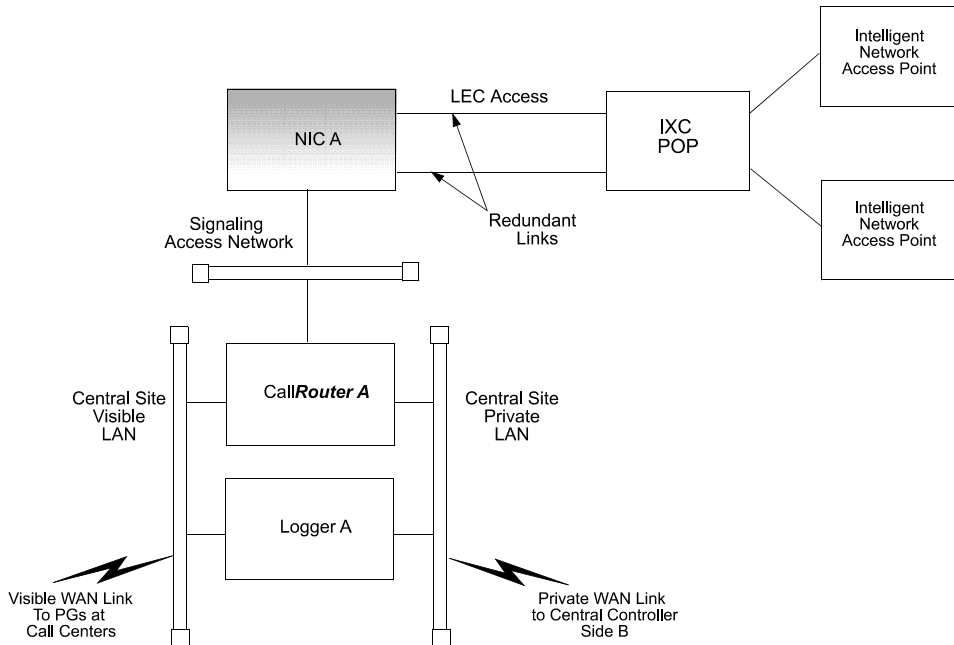 Intelligent
Network
Access Point
LEC Access
NIC A
IXC
POP
Signaling
Access Network
Redundant
Links
Intelligent
Network
Access Point
Central Site
Visible
LAN
CallRouter A
Central Site
Private
LAN
Logger A
Visible WAN Link
To PGs at
Call Centers
Private WAN Link
to Central Controller
Side B